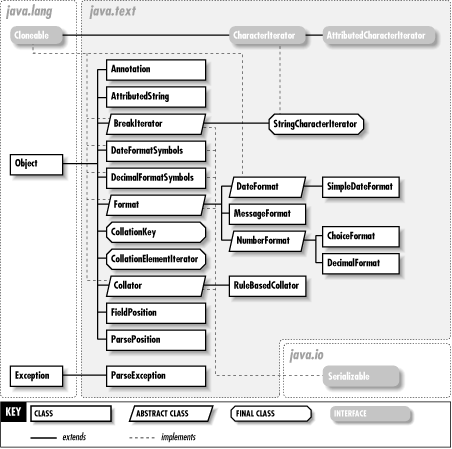 java.lang
java.text
Cloneable
CharacterIterator
AttributedCharacterIterator
Annotation
AttributedString
BreakIterator
StringCharacterIterator
DateFormatSymbols
Object
DecimalFormatSymbols
DateFormat
SimpleDateFormat
Format
MessageFormat
CollationKey
NumberFormat
ChoiceFormat
CollationElementIterator
DecimalFormat
Collator
RuleBasedCollator
FieldPosition
ParsePosition
java.io
Exception
ParseException
Serializable
KEY
CLASS
ABSTRACT CLASS
FINAL CLASS
INTERFACE
extends
implements